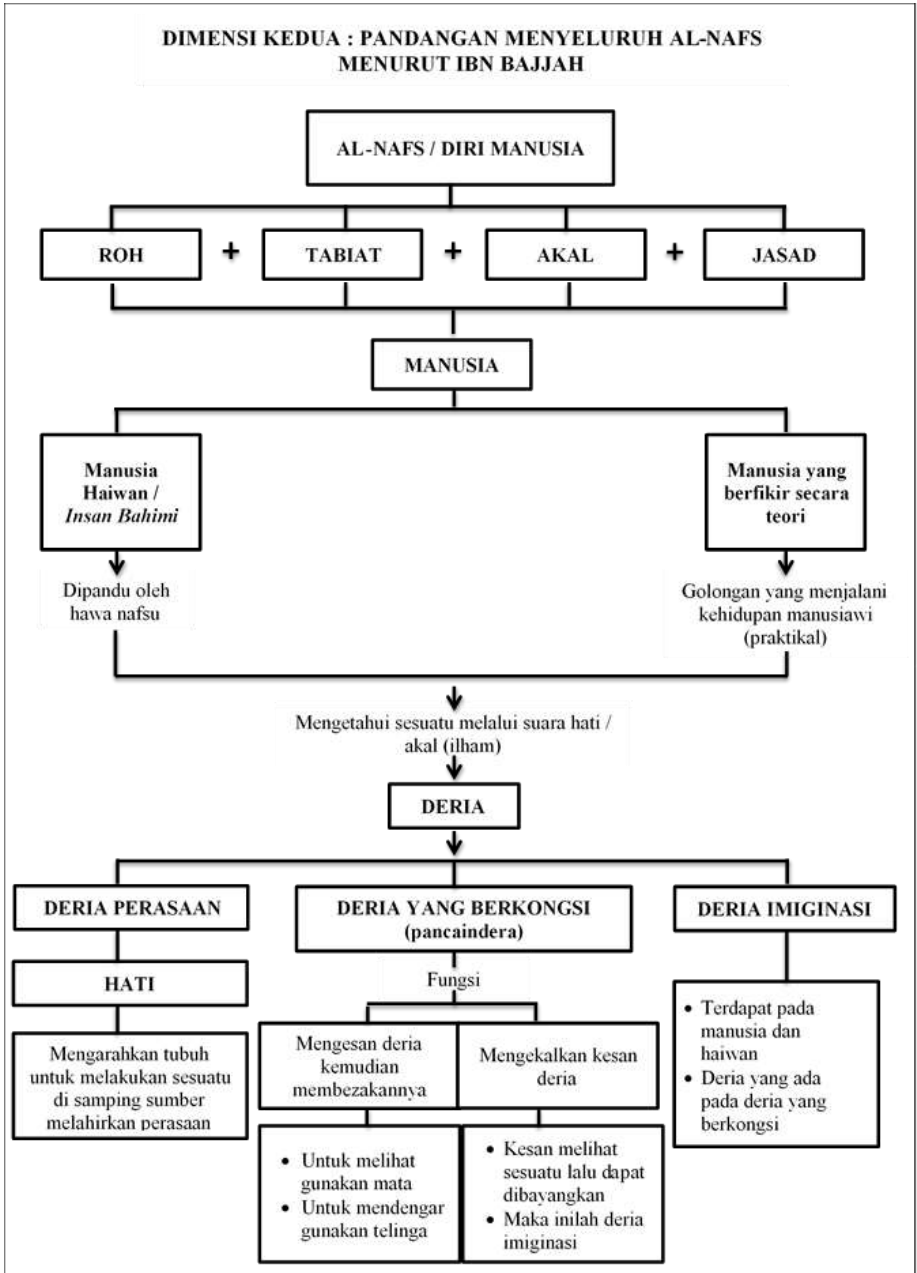 DIMENSI KEDUA : PANDANGAN MENYELURUH AL-NAFS
MENURUT IBN BAJJAH
AL-NAFS / DIRI MANUSIA
ROH + TABIAT + AKAL + JASAD
MANUSIA
Manusia
Haiwan /
Insan Bahimi
Manusia yang
berfikir secara
teori
Dipandu oleh
hawa nafsu
Golongan yang menjalani
kehidupan manusiawi
(praktikal)
Mengetahui sesuatu melalui suara hati /
akal (ilham)
DERIA
DERIA PERASAAN
HATI
Mengarahkan tubuh
untuk melakukan sesuatu
di samping sumber
melahirkan perasaan
DERIA YANG BERKONGSI
(pancaindera)
Fungsi
Mengesan deria
kemudian
membezakannya
• Untuk melihat
gunakan mata
• Untuk mendengar
gunakan telinga
Mengekalkan kesan
deria
• Kesan melihat
sesuatu lalu dapat
dibayangkan
• Maka inilah deria
imiginasi
DERIA IMIGINASI
• Terdapat pada
manusia dan
haiwan
• Deria yang ada
pada deria yang
berkongsi